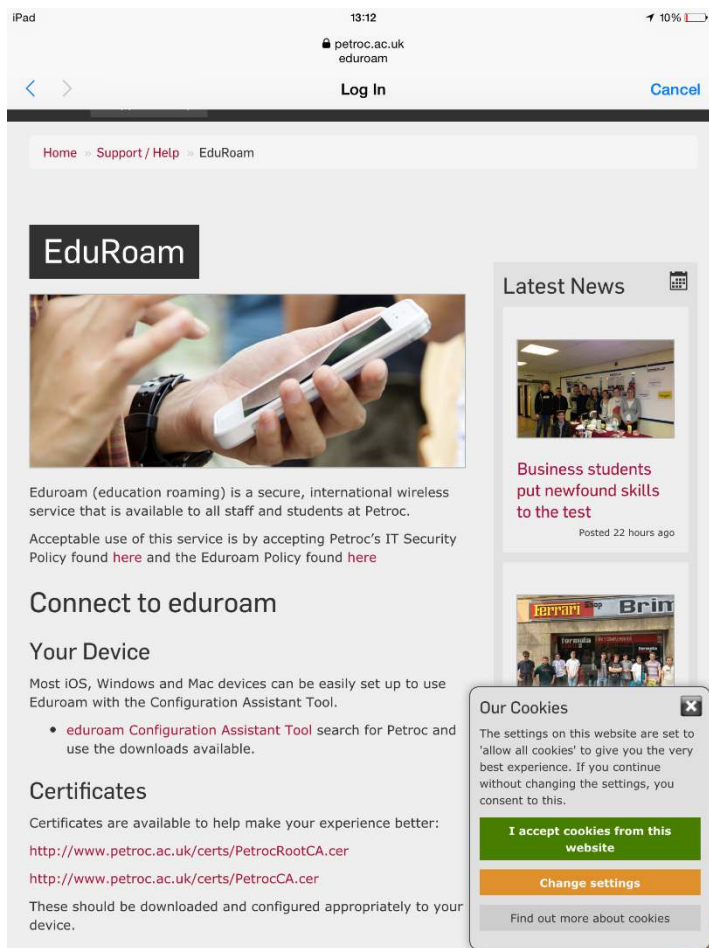 iPad
13:12
10%
petroc.ac.uk
eduroam
Log In
Cancel
Home » Support / Help » EduRoam
EduRoam
Eduroam (education roaming) is a secure, international wireless
service that is available to all staff and students at Petroc.
Acceptable use of this service is by accepting Petroc's IT Security
Policy found here and the Eduroam Policy found here
Connect to eduroam
Your Device
Most iOS, Windows and Mac devices can be easily set up to use
Eduroam with the Configuration Assistant Tool.
• eduroam Configuration Assistant Tool search for Petroc and
use the downloads available.
Certificates
Certificates are available to help make your experience better:
http://www.petroc.ac.uk/certs/PetrocRootCA.cer
http://www.petroc.ac.uk/certs/PetrocCA.cer
These should be downloaded and configured appropriately to your
device.
Latest News
Business students
put newfound skills
to the test
Posted 22 hours ago
Ferrari Shop Brim
formula
Our Cookies
The settings on this website are set to
'allow all cookies' to give you the very
best experience. If you continue
without changing the settings, you
consent to this.
I accept cookies from this
website
Change settings
Find out more about cookies